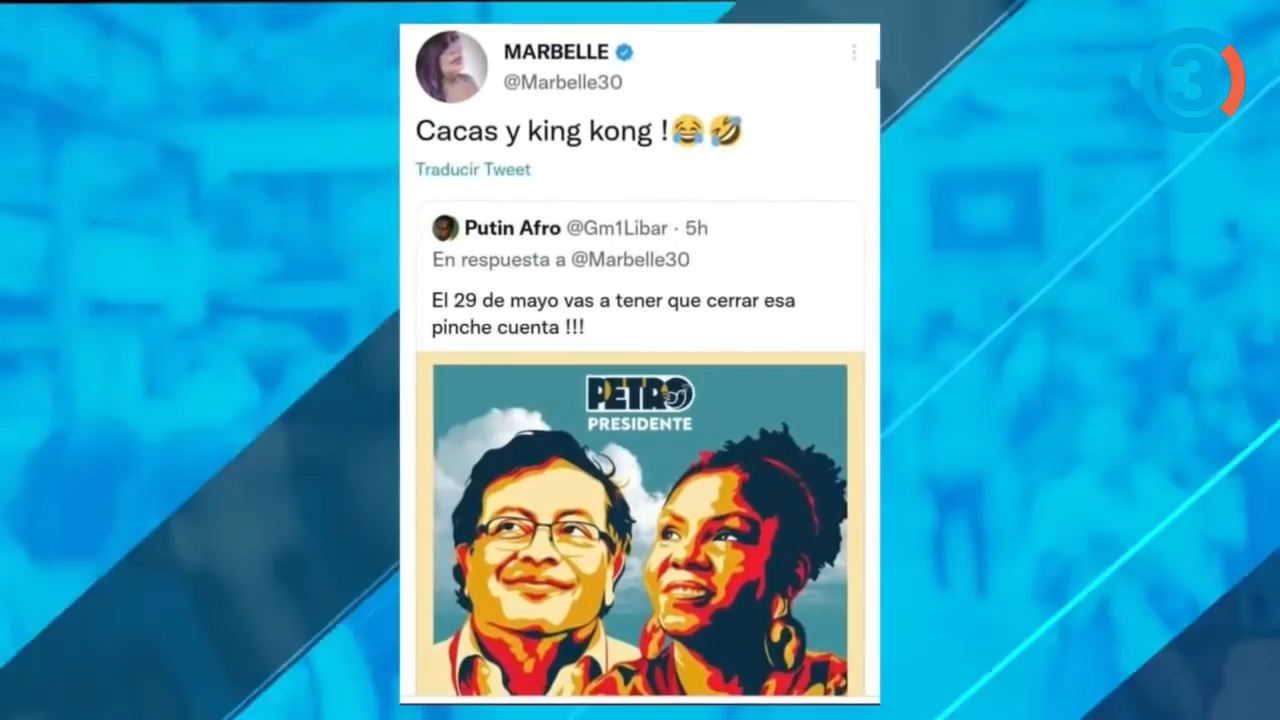 MARBELLE
@Marbelle30
Cacas y king kong !😂🤣
Traducir Tweet
Putin Afro @Gm1Libar · 5h
En respuesta a @Marbelle30
El 29 de mayo vas a tener que cerrar esa
pinche cuenta !!!
PETRO
PRESIDENTE
3